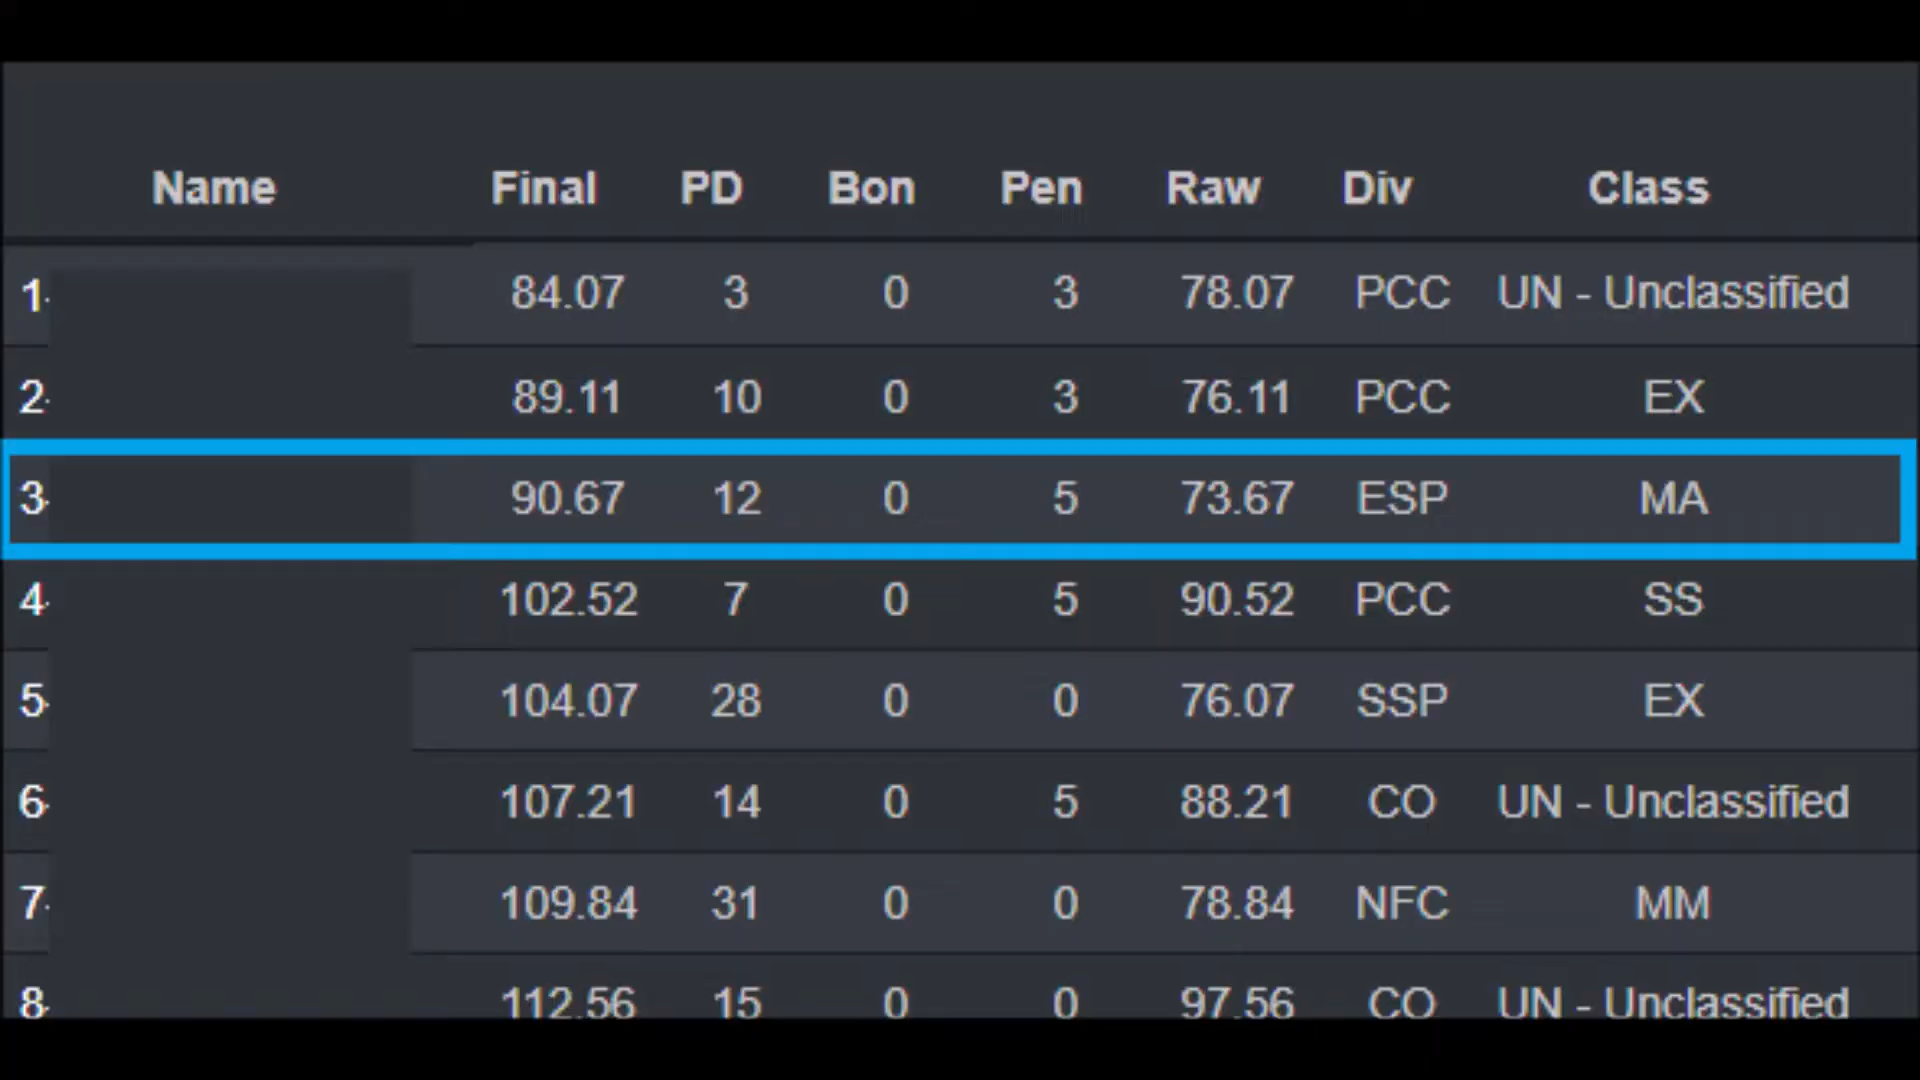 Name Final PD Bon Pen Raw Div Class
1 84.07 3 0 3 78.07 PCC UN - Unclassified
2 89.11 10 0 3 76.11 PCC EX
3 90.67 12 0 5 73.67 ESP MA
4 102.52 7 0 5 90.52 PCC SS
5 104.07 28 0 0 76.07 SSP EX
6 107.21 14 0 5 88.21 CO UN - Unclassified
7 109.84 31 0 0 78.84 NFC MM
8 112.56 15 0 0 97.56 CO UN - Unclassified